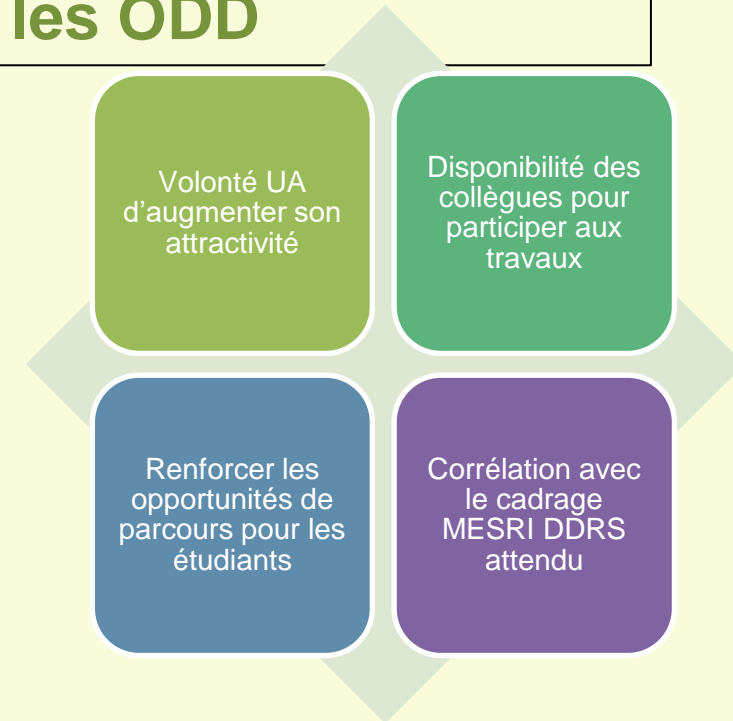 les ODD
Volonté UA
d'augmenter son
attractivité
Disponibilité des
collègues pour
participer aux
travaux
Renforcer les
opportunités de
parcours pour les
étudiants
Corrélation avec
le cadrage
MESRI DDRS
attendu